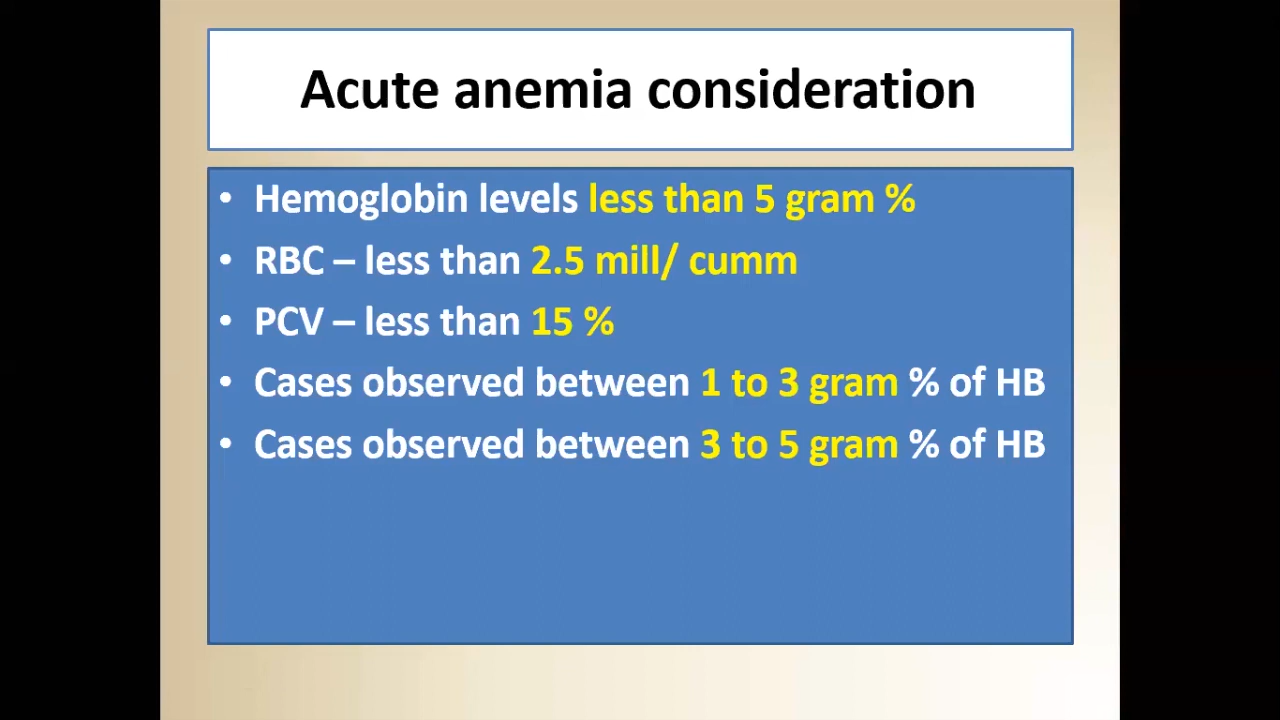 Acute anemia consideration
• Hemoglobin levels less than 5 gram %
• RBC – less than 2.5 mill/ cumm
• PCV – less than 15 %
• Cases observed between 1 to 3 gram % of HB
• Cases observed between 3 to 5 gram % of HB